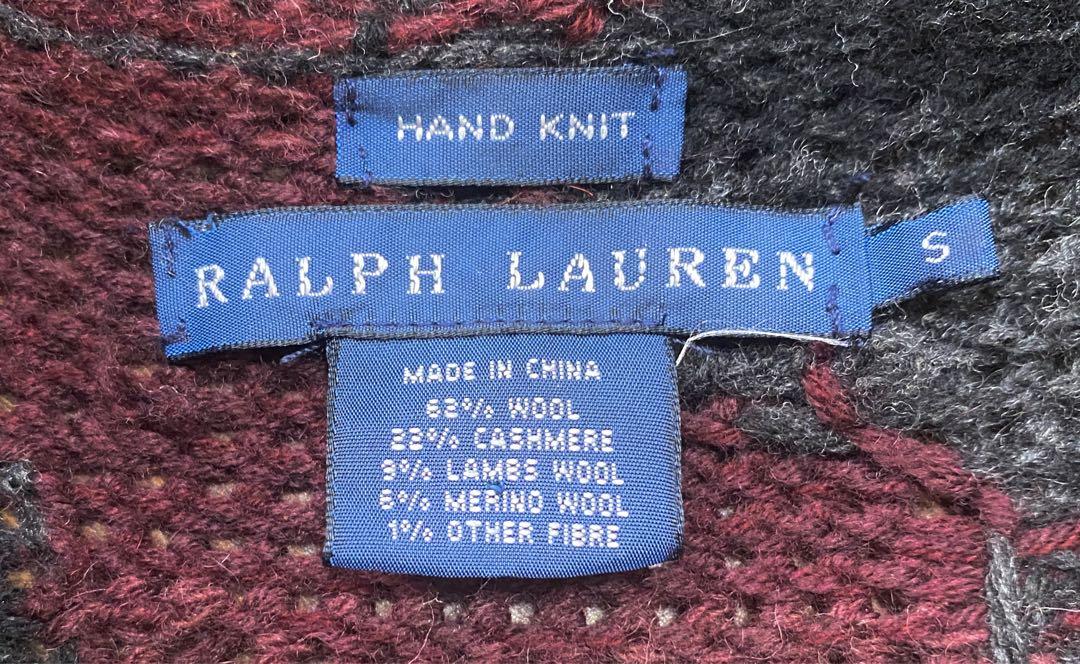 HAND KNIT
RALPH LAUREN
S
MADE IN CHINA
62% WOOL
22% CASHMERE
9% LAMBS WOOL
6% MERINO WOOL
1% OTHER FIBRE